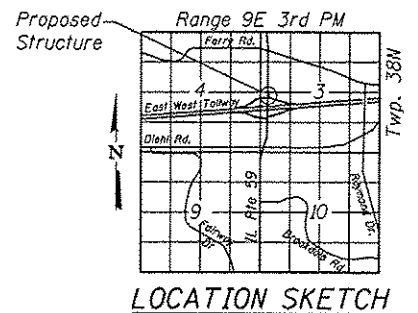 Proposed
Structure
Range 9E 3rd PM
Twp. 38N
Ferry Rd.
4
3
East West Tollway
Diehl Rd.
N
IL Rte 59
Raymond Dr.
9
10
Fairway
Dr
Brookdale Rd
LOCATION SKETCH